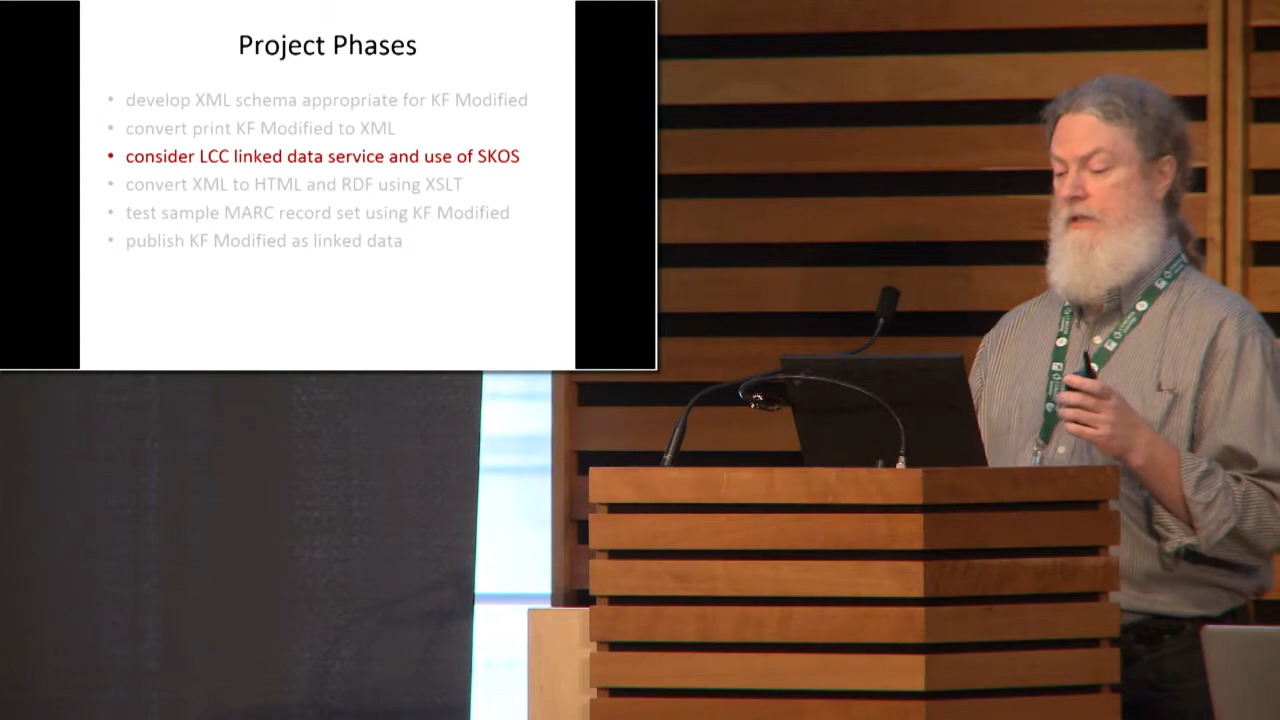 Project Phases
• develop XML schema appropriate for KF Modified
• convert print KF Modified to XML
• consider LCC linked data service and use of SKOS
• convert XML to HTML and RDF using XSLT
• test sample MARC record set using KF Modified
• publish KF Modified as linked data